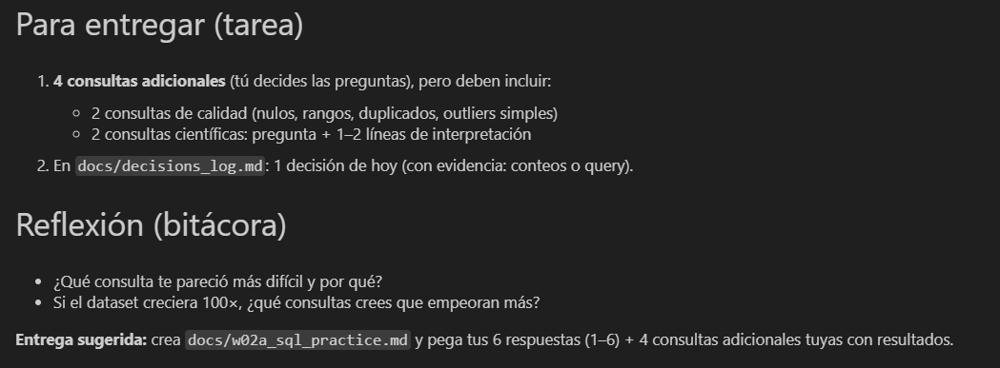 Para entregar (tarea)
1. 4 consultas adicionales (tú decides las preguntas), pero deben incluir:
○ 2 consultas de calidad (nulos, rangos, duplicados, outliers simples)
○ 2 consultas científicas: pregunta + 1–2 líneas de interpretación
2. En docs/decisions_log.md: 1 decisión de hoy (con evidencia: conteos o query).
Reflexión (bitácora)
• ¿Qué consulta te pareció más difícil y por qué?
• Si el dataset creciera 100×, ¿qué consultas crees que empeoran más?
Entrega sugerida: crea docs/w02a_sql_practice.md y pega tus 6 respuestas (1–6) + 4 consultas adicionales tuyas con resultados.